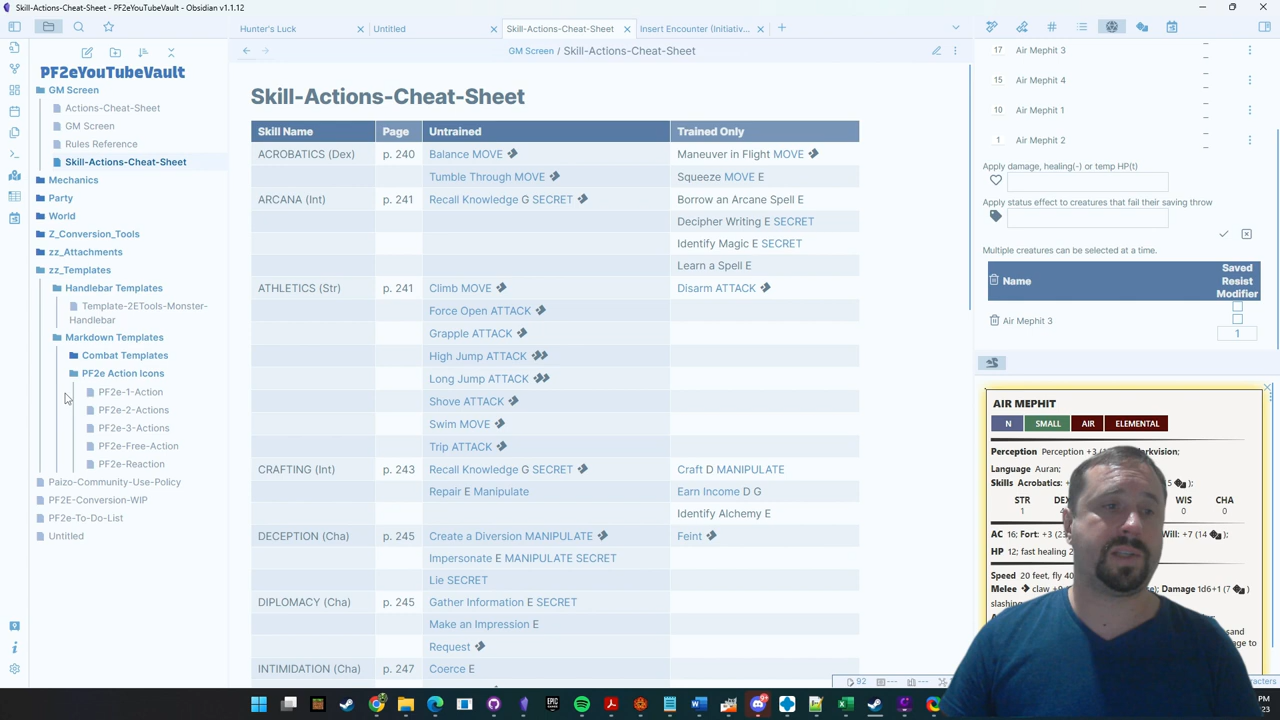 Skill-Actions-Cheat-Sheet - PF2eYouTubeVault - Obsidian v1.1.12
Hunter's Luck
Untitled
Skill-Actions-Cheat-Sheet
Insert Encounter (Initiativ...
GM Screen / Skill-Actions-Cheat-Sheet
PF2eYouTubeVault
GM Screen
Actions-Cheat-Sheet
GM Screen
Rules Reference
Skill-Actions-Cheat-Sheet
Mechanics
Party
World
Z_Conversion_Tools
zz_Attachments
zz_Templates
Handlebar Templates
Template-2ETools-Monster-
Handlebar
Markdown Templates
Combat Templates
PF2e Action Icons
PF2e-1-Action
PF2e-2-Actions
PF2e-3-Actions
PF2e-Free-Action
PF2e-Reaction
Paizo-Community-Use-Policy
PF2E-Conversion-WIP
PF2e-To-Do-List
Untitled
Skill-Actions-Cheat-Sheet
Skill Name Page Untrained Trained Only
ACROBATICS (Dex) p. 240 Balance MOVE Maneuver in Flight MOVE
Tumble Through MOVE Squeeze MOVE E
ARCANA (Int) p. 241 Recall Knowledge G SECRET Borrow an Arcane Spell E
Decipher Writing E SECRET
Identify Magic E SECRET
Learn a Spell E
ATHLETICS (Str) p. 241 Climb MOVE Disarm ATTACK
Force Open ATTACK
Grapple ATTACK
High Jump ATTACK
Long Jump ATTACK
Shove ATTACK
Swim MOVE
Trip ATTACK
CRAFTING (Int) p. 243 Recall Knowledge G SECRET Craft D MANIPULATE
Repair E Manipulate Earn Income D G
Identify Alchemy E
DECEPTION (Cha) p. 245 Create a Diversion MANIPULATE Feint
Impersonate E MANIPULATE SECRET
Lie SECRET
DIPLOMACY (Cha) p. 245 Gather Information E SECRET
Make an Impression E
Request
INTIMIDATION (Cha) p. 247 Coerce E
92
17 Air Mephit 3
15 Air Mephit 4
10 Air Mephit 1
1 Air Mephit 2
Apply damage, healing(-) or temp HP(t)
Apply status effect to creatures that fail their saving throw
Multiple creatures can be selected at a time.
Name
Saved
Resist
Modifier
Air Mephit 3
1
AIR MEPHIT
N SMALL AIR ELEMENTAL
Perception Perception +3
Language Auran;
Skills Acrobatics:
STR WIS CHA
1 0 0
AC 16; Fort: Will: +7 (14
HP 12; fast healing
Speed 20 feet, fly 40
Melee claw Damage 1d6+1 (7
slashing
sand
PM